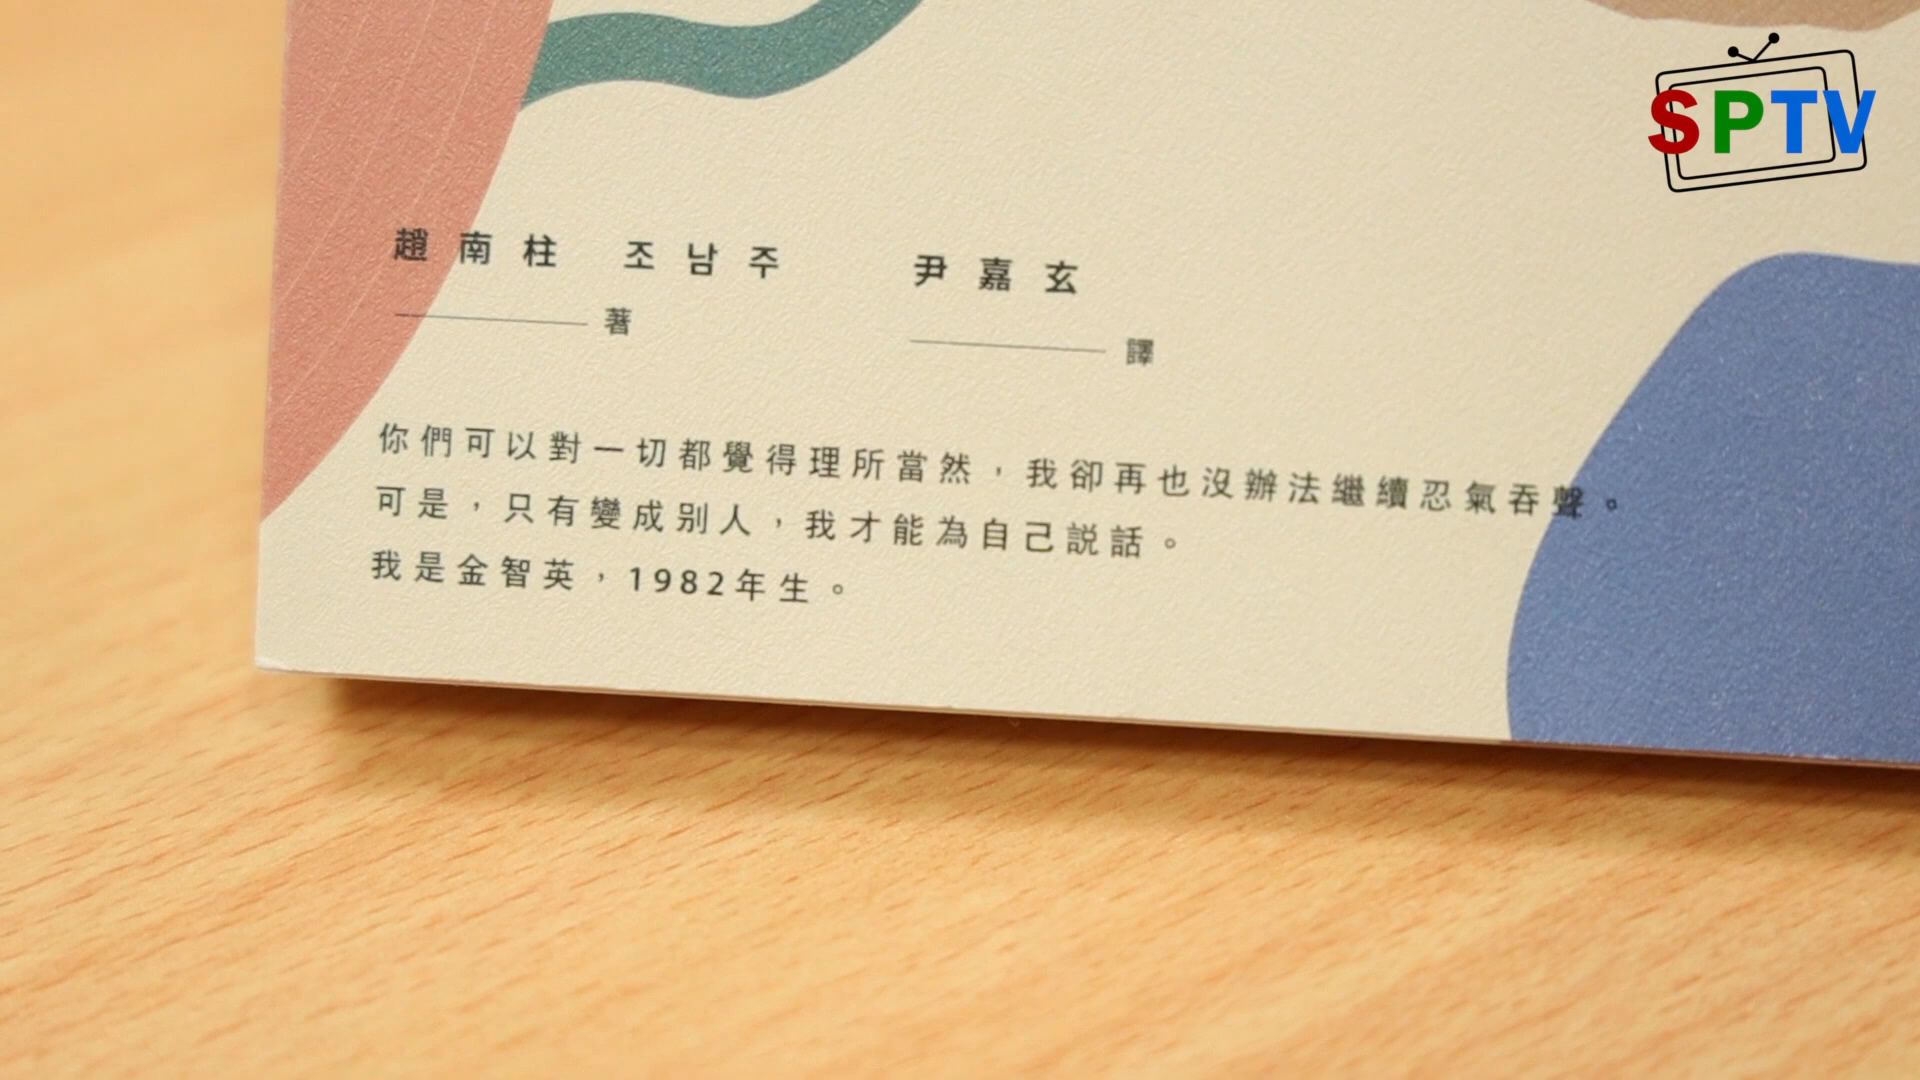 SPTV
趙南柱 조남주 尹嘉玄
著 譯
你們可以對一切都覺得理所當然，我卻再也沒辦法繼續忍氣吞聲。
可是，只有變成別人，我才能為自己説話。
我是金智英，1982年生。